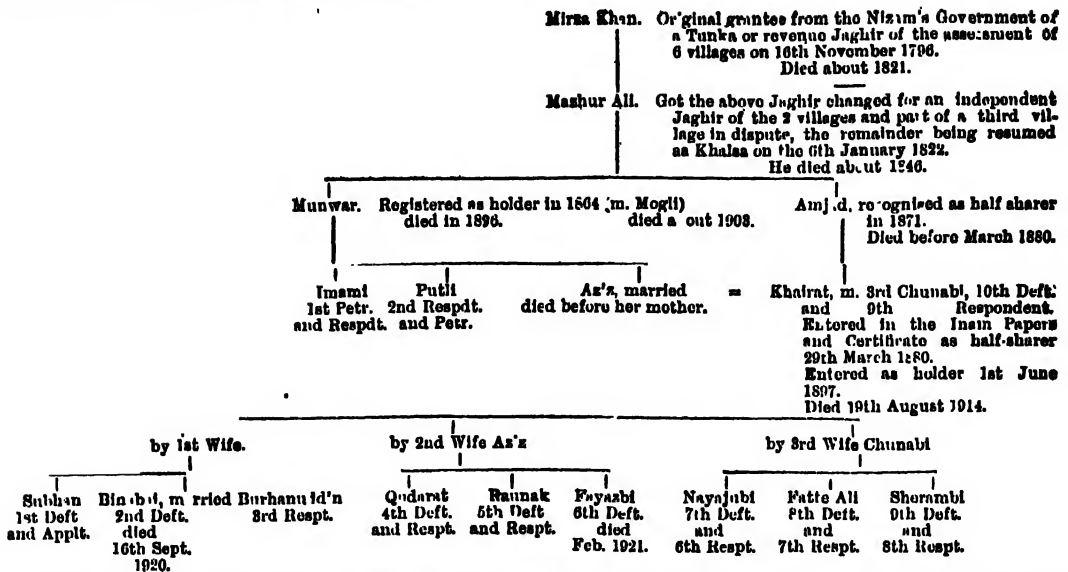 Mirza Khan. Original grantee from the Nizam's Government of
a Tunka or revenue Jaghir of the assessment of
6 villages on 16th November 1796.
Died about 1821.
Mashur Ali. Got the above Jaghir changed for an independent
Jaghir of the 2 villages and part of a third vil-
lage in dispute, the remainder being resumed
as Khalsa on the 6th January 1822.
He died about 1846.
Munwar. Registered as holder in 1864 (m. Mogli)
died in 1896. died about 1903.
Amjad, recognised as half sharer
in 1871.
Died before March 1880.
Imami
1st Petr.
and Respdt.
Putli
2nd Respdt.
and Petr.
Az'z, married
died before her mother.
=
Khairat, m. 3rd Chunabi, 10th Deft.
and 9th Respondent.
Entered in the Inam Papers
and Certificate as half-sharer
29th March 1880.
Entered as holder 1st June
1897.
Died 19th August 1914.
by 1st Wife.
by 2nd Wife Az'z
by 3rd Wife Chunabi
Subhan
1st Deft
and Applt.
Binabil, married Burhanuid'n
2nd Deft. 3rd Respt.
died
16th Sept.
1920.
Qudarat
4th Deft.
and Respt.
Raunak
5th Deft
and Respt.
Fayazbi
6th Deft.
died
Feb. 1921.
Nayajubi
7th Deft.
and
6th Respt.
Fatte Ali
8th Deft.
and
7th Respt.
Sherambi
9th Deft.
and
8th Respt.